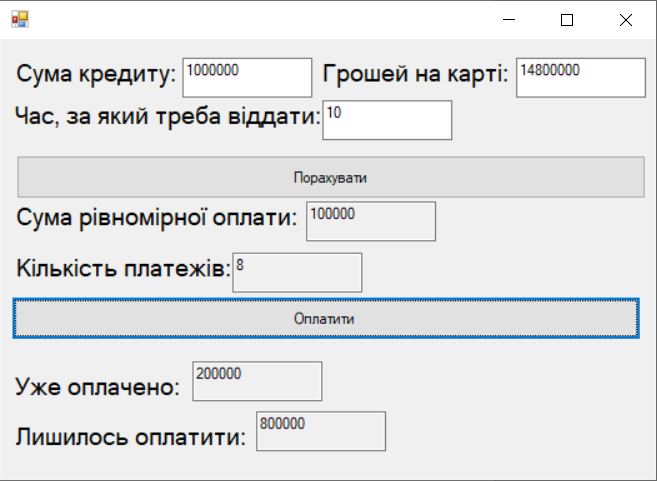 Сума кредиту: 1000000 Грошей на карті: 14800000
Час, за який треба віддати: 10
Порахувати
Сума рівномірної оплати: 100000
Кількість платежів: 8
Оплатити
Уже оплачено: 200000
Лишилось оплатити: 800000